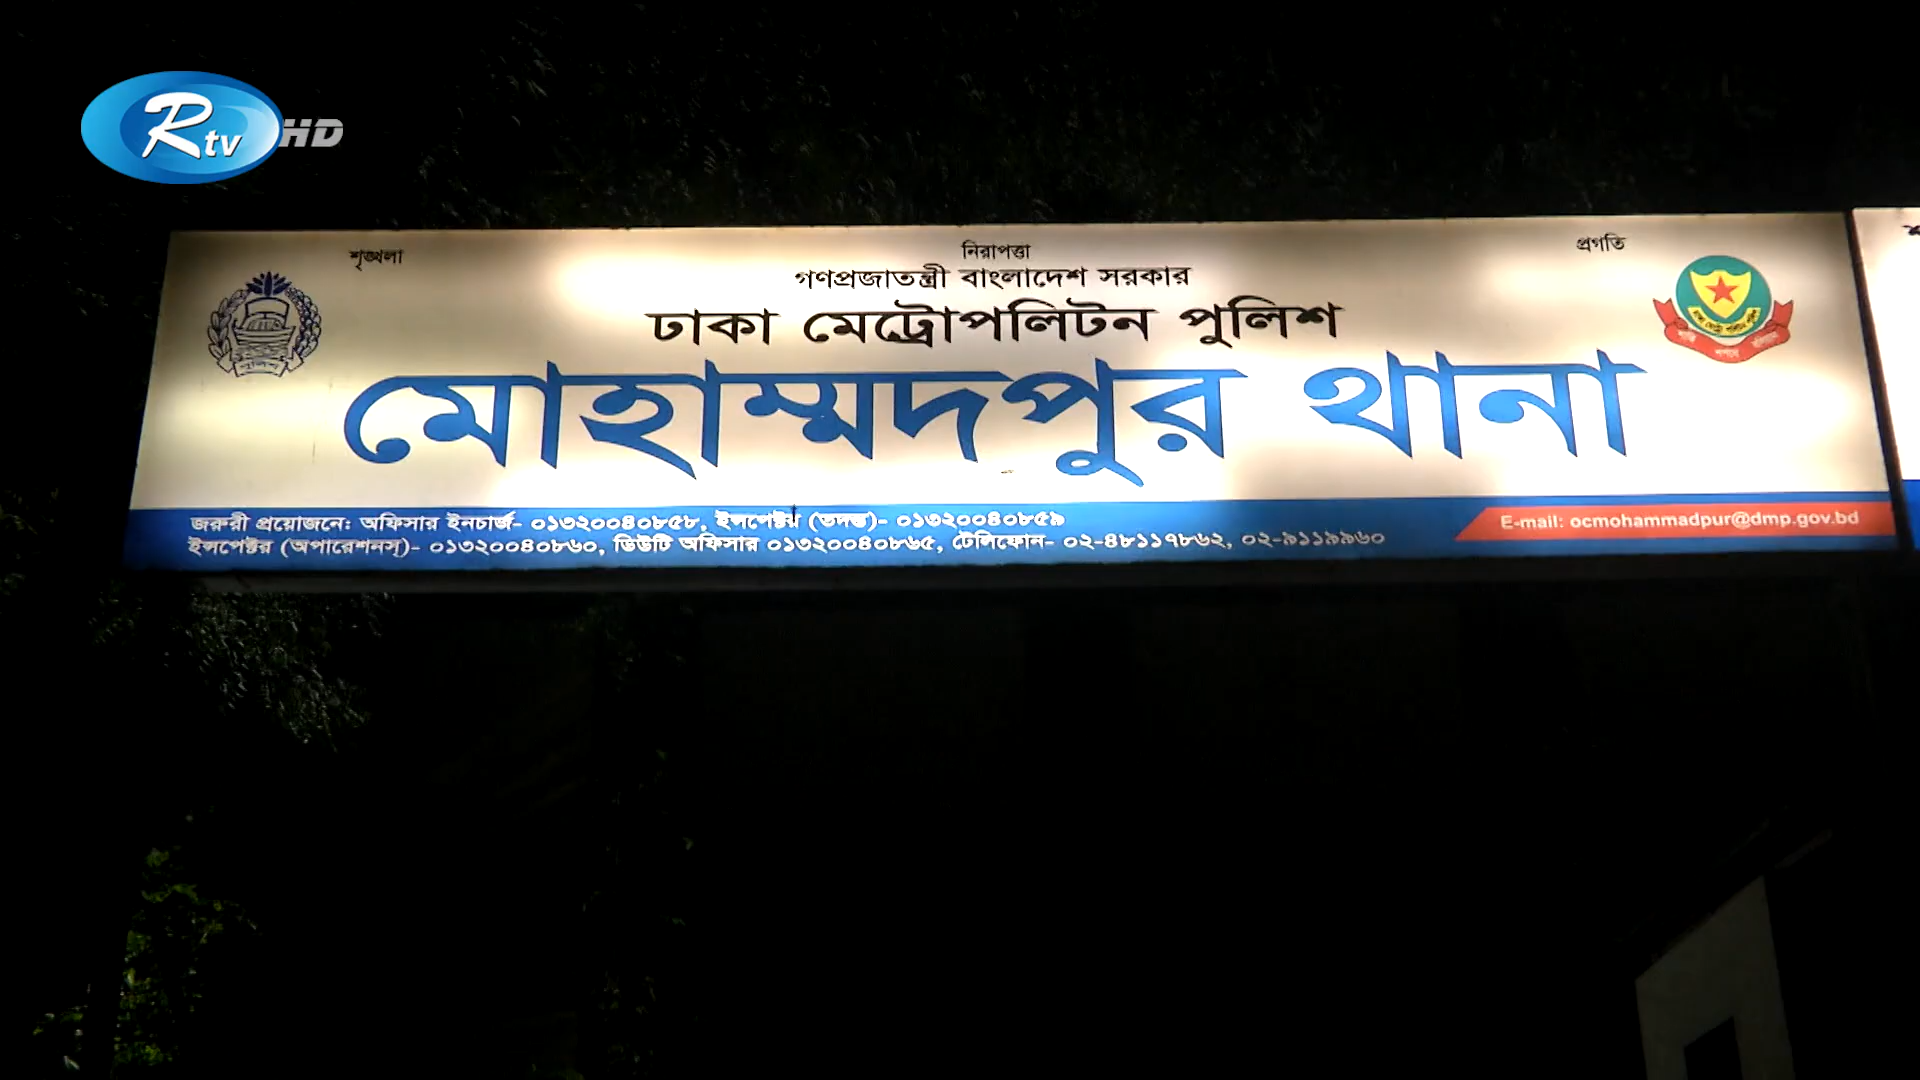 Rtv HD
শৃঙ্খলা নিরাপত্তা প্রগতি
গণপ্রজাতন্ত্রী বাংলাদেশ সরকার
ঢাকা মেট্রোপলিটন পুলিশ
মোহাম্মদপুর থানা
পুলিশ
জরুরী প্রয়োজনে: অফিসার ইনচার্জ- ০১৩২০০৪০৮৫৮, ইন্সপেক্টর (তদন্ত)- ০১৩২০০৪০৮৫৯
ইন্সপেক্টর (অপারেশনস্)- ০১৩২০০৪০৮৬০, ডিউটি অফিসার ০১৩২০০৪০৮৬৫, টেলিফোন- ০২-৪৮১১৭৮৬২, ০২-৯১১৯৯৬০
E-mail: ocmohammadpur@dmp.gov.bd